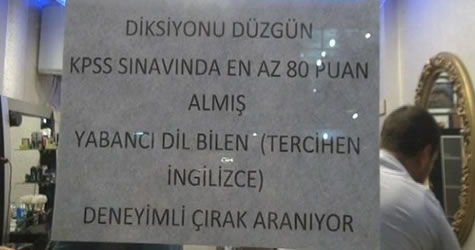 DİKSİYONU DÜZGÜN
KPSS SINAVINDA EN AZ 80 PUAN
ALMIŞ
YABANCI DİL BİLEN (TERCİHEN
İNGİLİZCE)
DENEYİMLİ ÇIRAK ARANIYOR